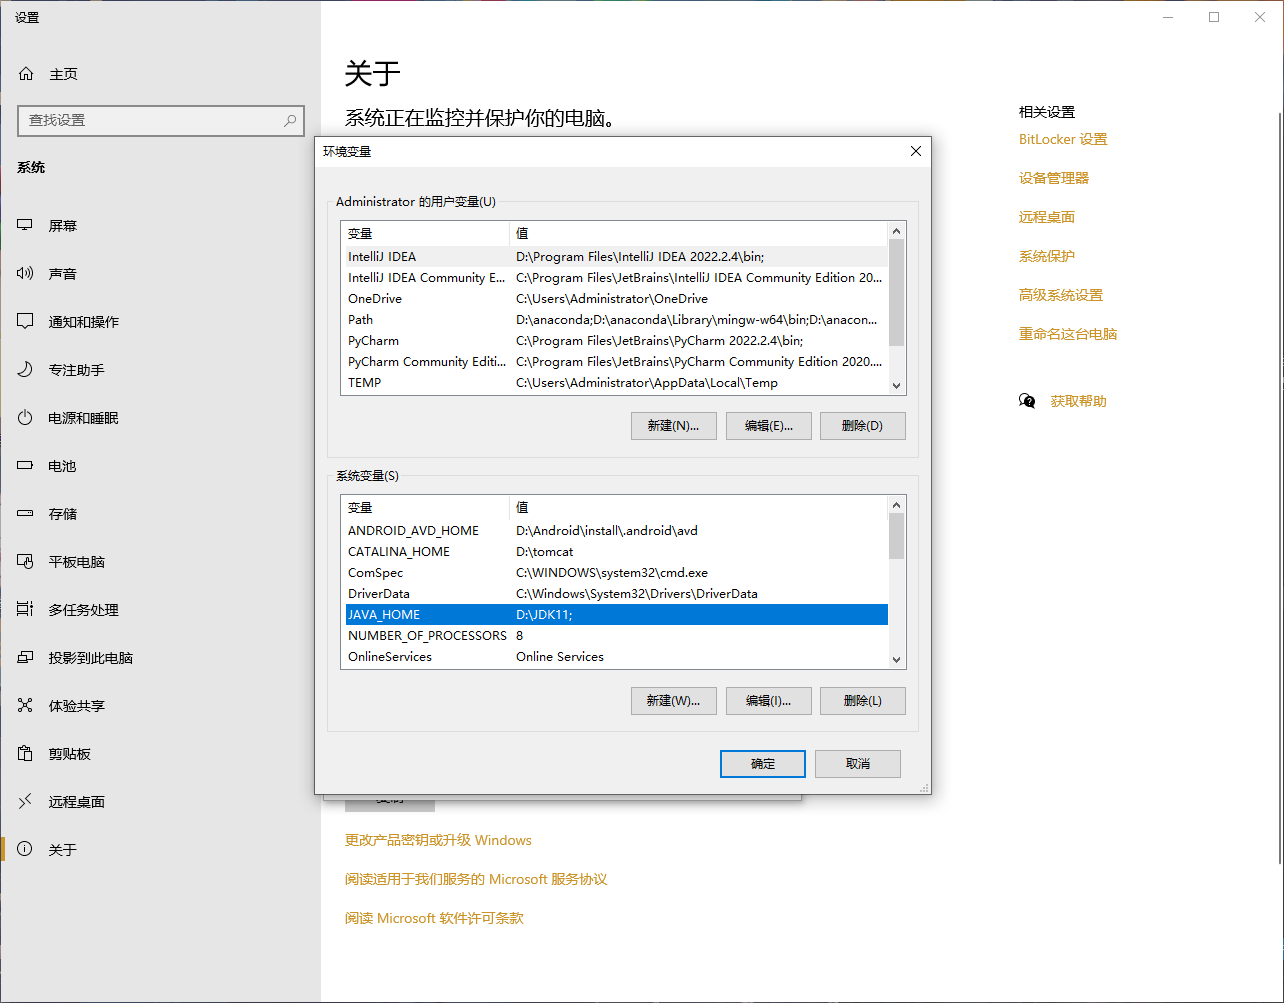 设置
主页
查找设置
系统
屏幕
声音
通知和操作
专注助手
电源和睡眠
电池
存储
平板电脑
多任务处理
投影到此电脑
体验共享
剪贴板
远程桌面
关于
关于
系统正在监控并保护你的电脑。
环境变量
Administrator 的用户变量(U)
变量 值
IntelliJ IDEA D:\Program Files\IntelliJ IDEA 2022.2.4\bin;
IntelliJ IDEA Community E... C:\Program Files\JetBrains\IntelliJ IDEA Community Edition 20...
OneDrive C:\Users\Administrator\OneDrive
Path D:\anaconda;D:\anaconda\Library\mingw-w64\bin;D:\anacon...
PyCharm C:\Program Files\JetBrains\PyCharm 2022.2.4\bin;
PyCharm Community Editi... C:\Program Files\JetBrains\PyCharm Community Edition 2020....
TEMP C:\Users\Administrator\AppData\Local\Temp
新建(N)... 编辑(E)... 删除(D)
系统变量(S)
变量 值
ANDROID_AVD_HOME D:\Android\install\.android\avd
CATALINA_HOME D:\tomcat
ComSpec C:\WINDOWS\system32\cmd.exe
DriverData C:\Windows\System32\Drivers\DriverData
JAVA_HOME D:\JDK11;
NUMBER_OF_PROCESSORS 8
OnlineServices Online Services
新建(W)... 编辑(I)... 删除(L)
确定 取消
更改产品密钥或升级 Windows
阅读适用于我们服务的 Microsoft 服务协议
阅读 Microsoft 软件许可条款
相关设置
BitLocker 设置
设备管理器
远程桌面
系统保护
高级系统设置
重命名这台电脑
获取帮助